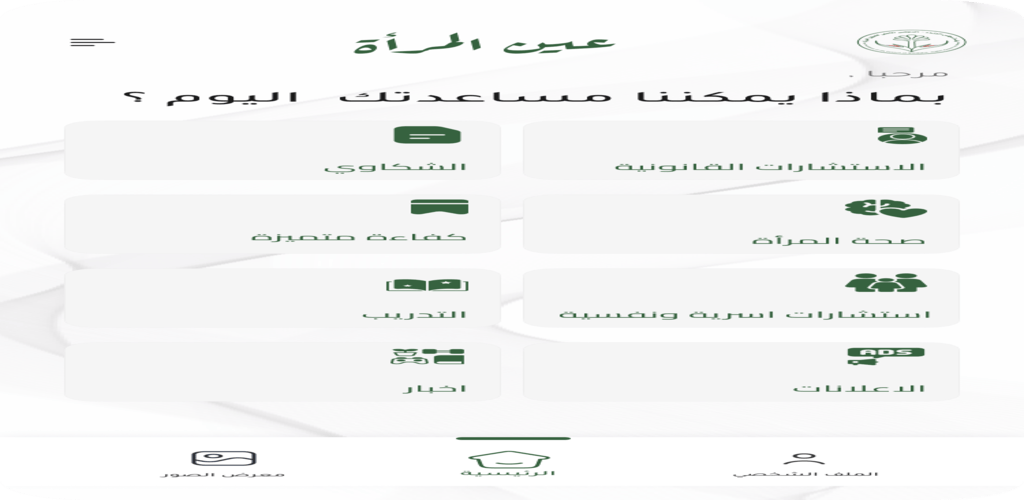 عين المرأة
مرحبا .
بماذا يمكننا مساعدتك اليوم ؟
الاستشارات القانونية
الشكاوي
صحة المرأة
كفاءة متميزة
استشارات اسرية ونفسية
التدريب
ADS
الاعلانات
اخبار
الملف الشخصي
الرئيسية
معرض الصور